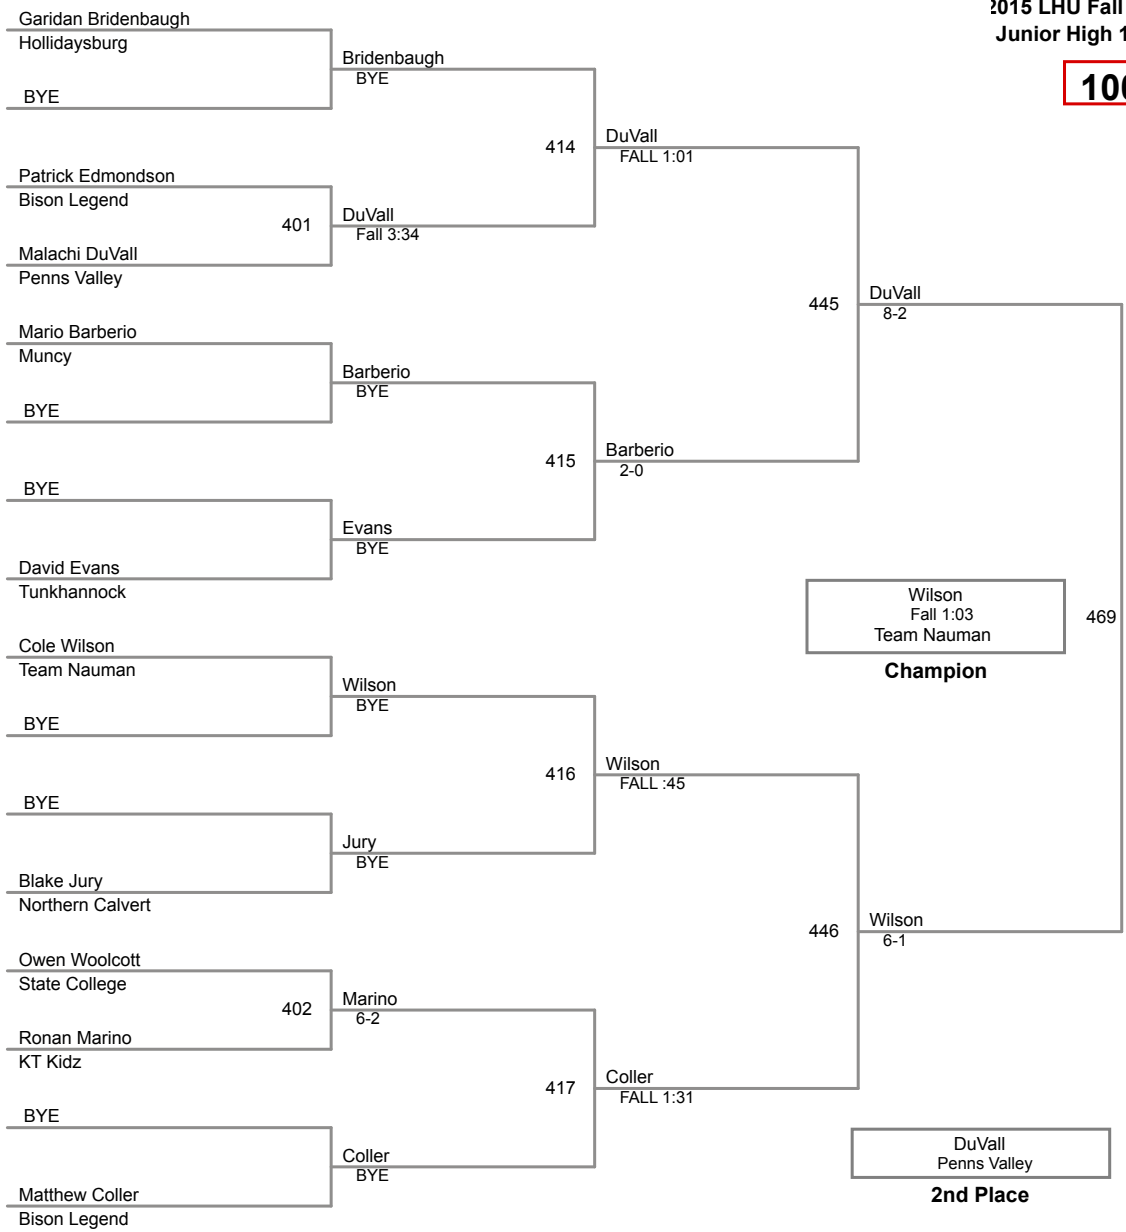 2015 LHU Fall
Junior High 1
100
Garidan Bridenbaugh
Hollidaysburg
BYE
Bridenbaugh
BYE
Patrick Edmondson
Bison Legend
401
Malachi DuVall
Penns Valley
DuVall
Fall 3:34
414
DuVall
FALL 1:01
Mario Barberio
Muncy
BYE
Barberio
BYE
BYE
David Evans
Tunkhannock
Evans
BYE
415
Barberio
2-0
445
DuVall
8-2
Cole Wilson
Team Nauman
BYE
Wilson
BYE
BYE
Blake Jury
Northern Calvert
Jury
BYE
416
Wilson
FALL :45
Owen Woolcott
State College
402
Ronan Marino
KT Kidz
Marino
6-2
BYE
Matthew Coller
Bison Legend
Coller
BYE
417
Coller
FALL 1:31
446
Wilson
6-1
469
Wilson
Fall 1:03
Team Nauman
Champion
DuVall
Penns Valley
2nd Place